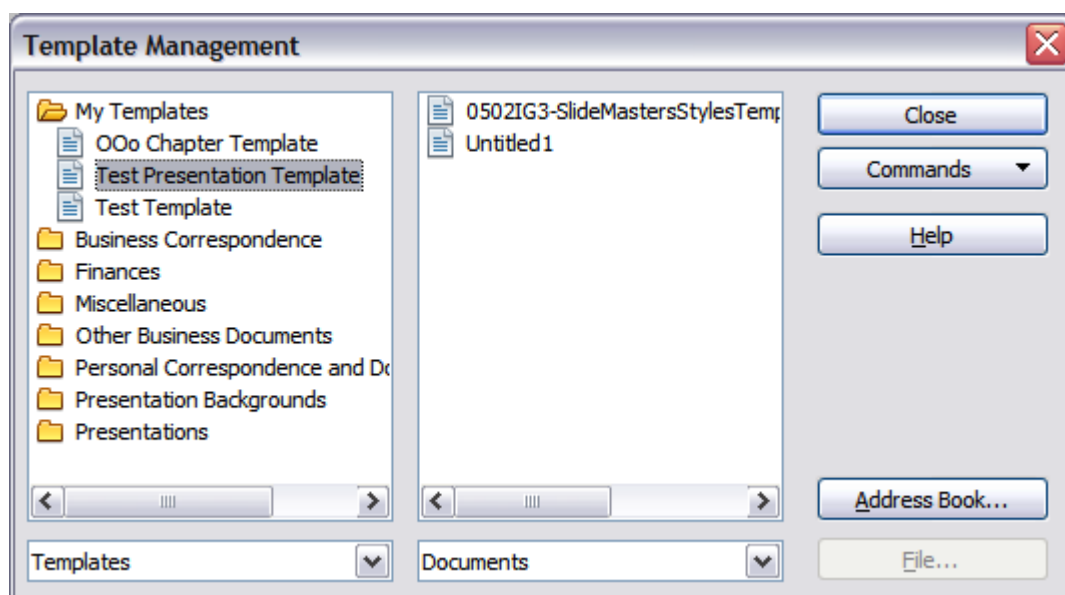 Template Management
My Templates
OOo Chapter Template
Test Presentation Template
Test Template
Business Correspondence
Finances
Miscellaneous
Other Business Documents
Personal Correspondence and
Presentation Backgrounds
Presentations
Templates
0502IG3-SlideMastersStylesTemp
Untitled1
Documents
Close
Commands
Help
Address Book...
File...